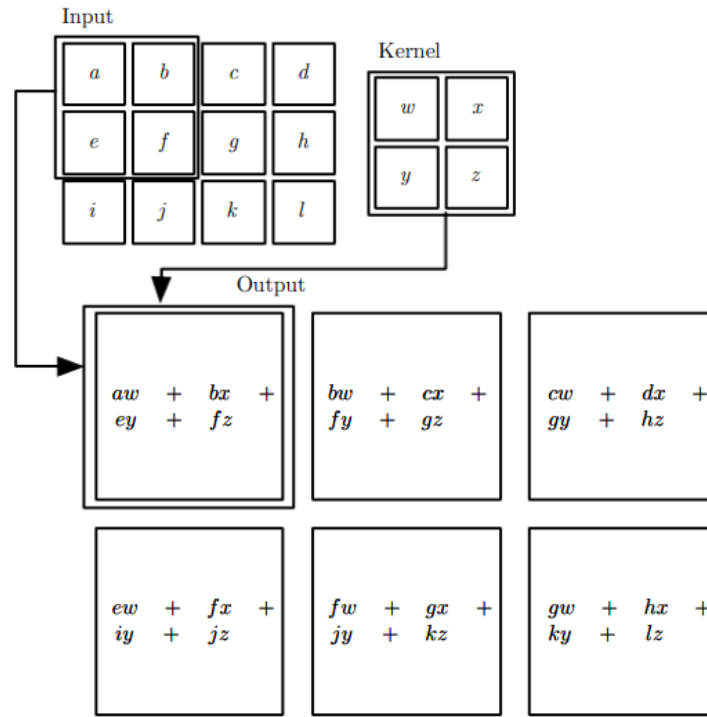 Input
a b c d
e f g h
i j k l
Kernel
w x
y z
Output
aw + bx +
ey + fz
bw + cx +
fy + gz
cw + dx +
gy + hz
ew + fx +
iy + jz
fw + gx +
jy + kz
gw + hx +
ky + lz